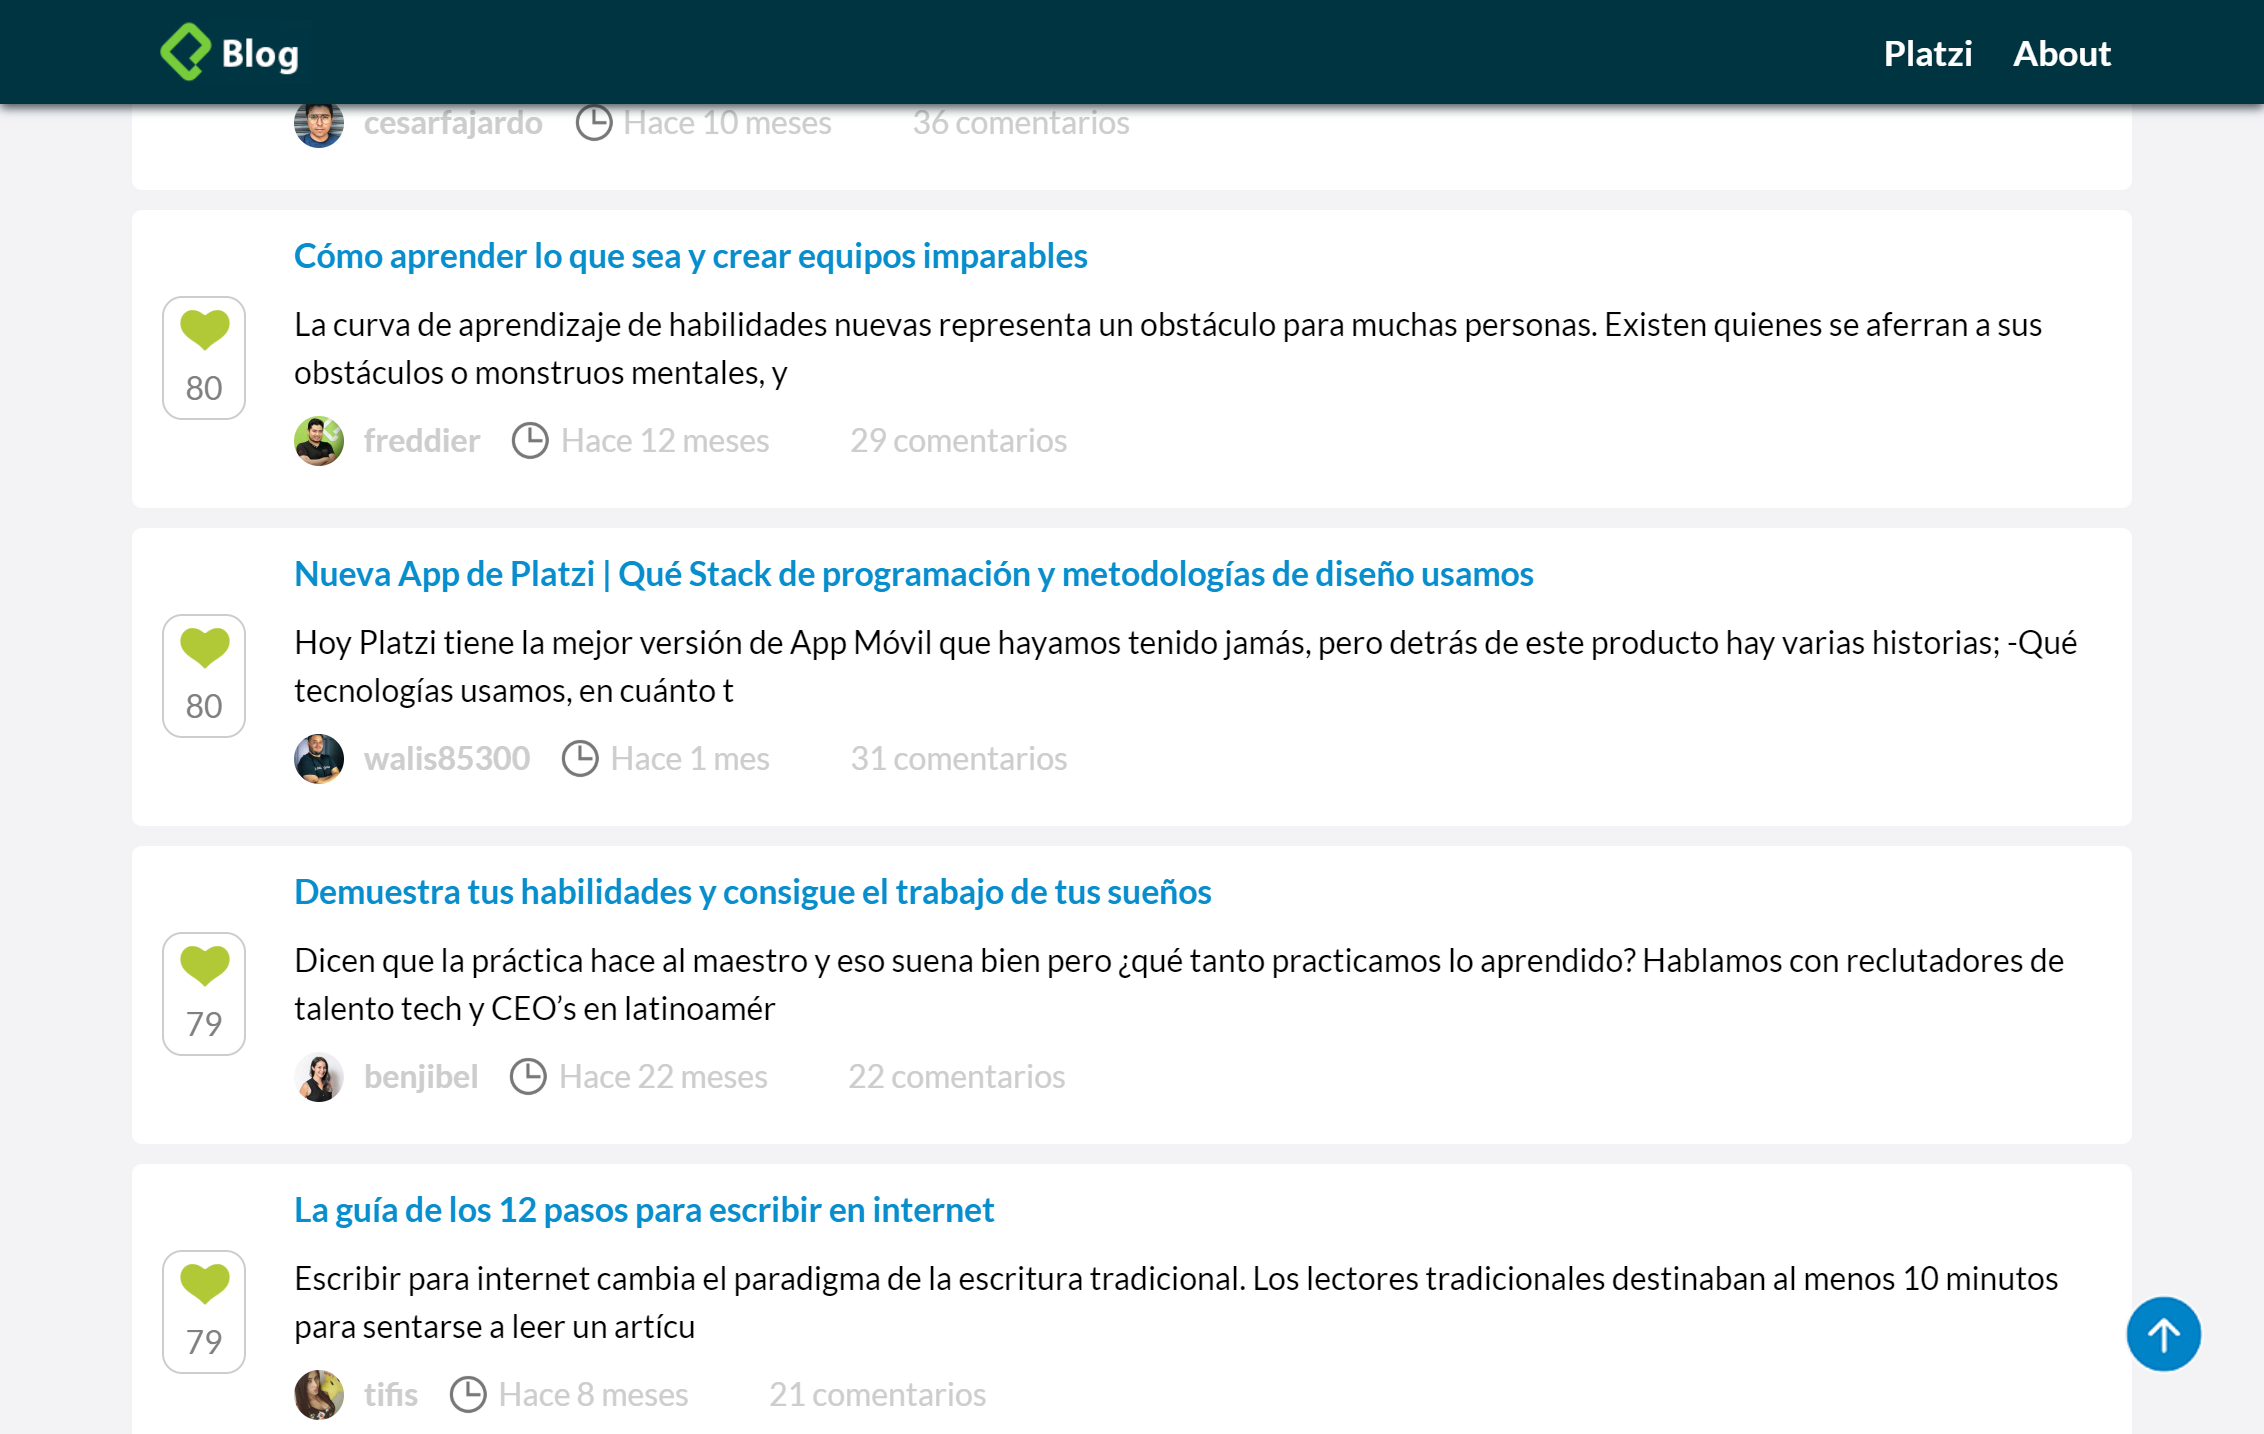 Blog
Platzi About
cesarfajardo Hace 10 meses 36 comentarios
Cómo aprender lo que sea y crear equipos imparables
La curva de aprendizaje de habilidades nuevas representa un obstáculo para muchas personas. Existen quienes se aferran a sus
obstáculos o monstruos mentales, y
80
freddier Hace 12 meses 29 comentarios
Nueva App de Platzi | Qué Stack de programación y metodologías de diseño usamos
Hoy Platzi tiene la mejor versión de App Móvil que hayamos tenido jamás, pero detrás de este producto hay varias historias; -Qué
tecnologías usamos, en cuánto t
80
walis85300 Hace 1 mes 31 comentarios
Demuestra tus habilidades y consigue el trabajo de tus sueños
Dicen que la práctica hace al maestro y eso suena bien pero ¿qué tanto practicamos lo aprendido? Hablamos con reclutadores de
talento tech y CEO’s en latinoamér
79
benjibel Hace 22 meses 22 comentarios
La guía de los 12 pasos para escribir en internet
Escribir para internet cambia el paradigma de la escritura tradicional. Los lectores tradicionales destinaban al menos 10 minutos
para sentarse a leer un artícu
79
tifis Hace 8 meses 21 comentarios